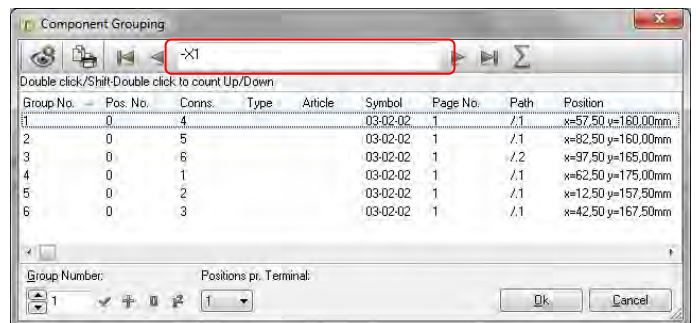 Component Grouping
-X1
Double click/Shift-Double click to count Up/Down
Group No. Pos. No. Conns. Type Article Symbol Page No. Path Position
1 0 4 03-02-02 1 /.1 x=57,50 y=160,00mm
2 0 5 03-02-02 1 /.1 x=82,50 y=160,00mm
3 0 6 03-02-02 1 /.2 x=97,50 y=165,00mm
4 0 1 03-02-02 1 /.1 x=62,50 y=175,00mm
5 0 2 03-02-02 1 /.1 x=12,50 y=157,50mm
6 0 3 03-02-02 1 /.1 x=42,50 y=167,50mm
Group Number: Positions pr. Terminal:
1 1 Ok Cancel